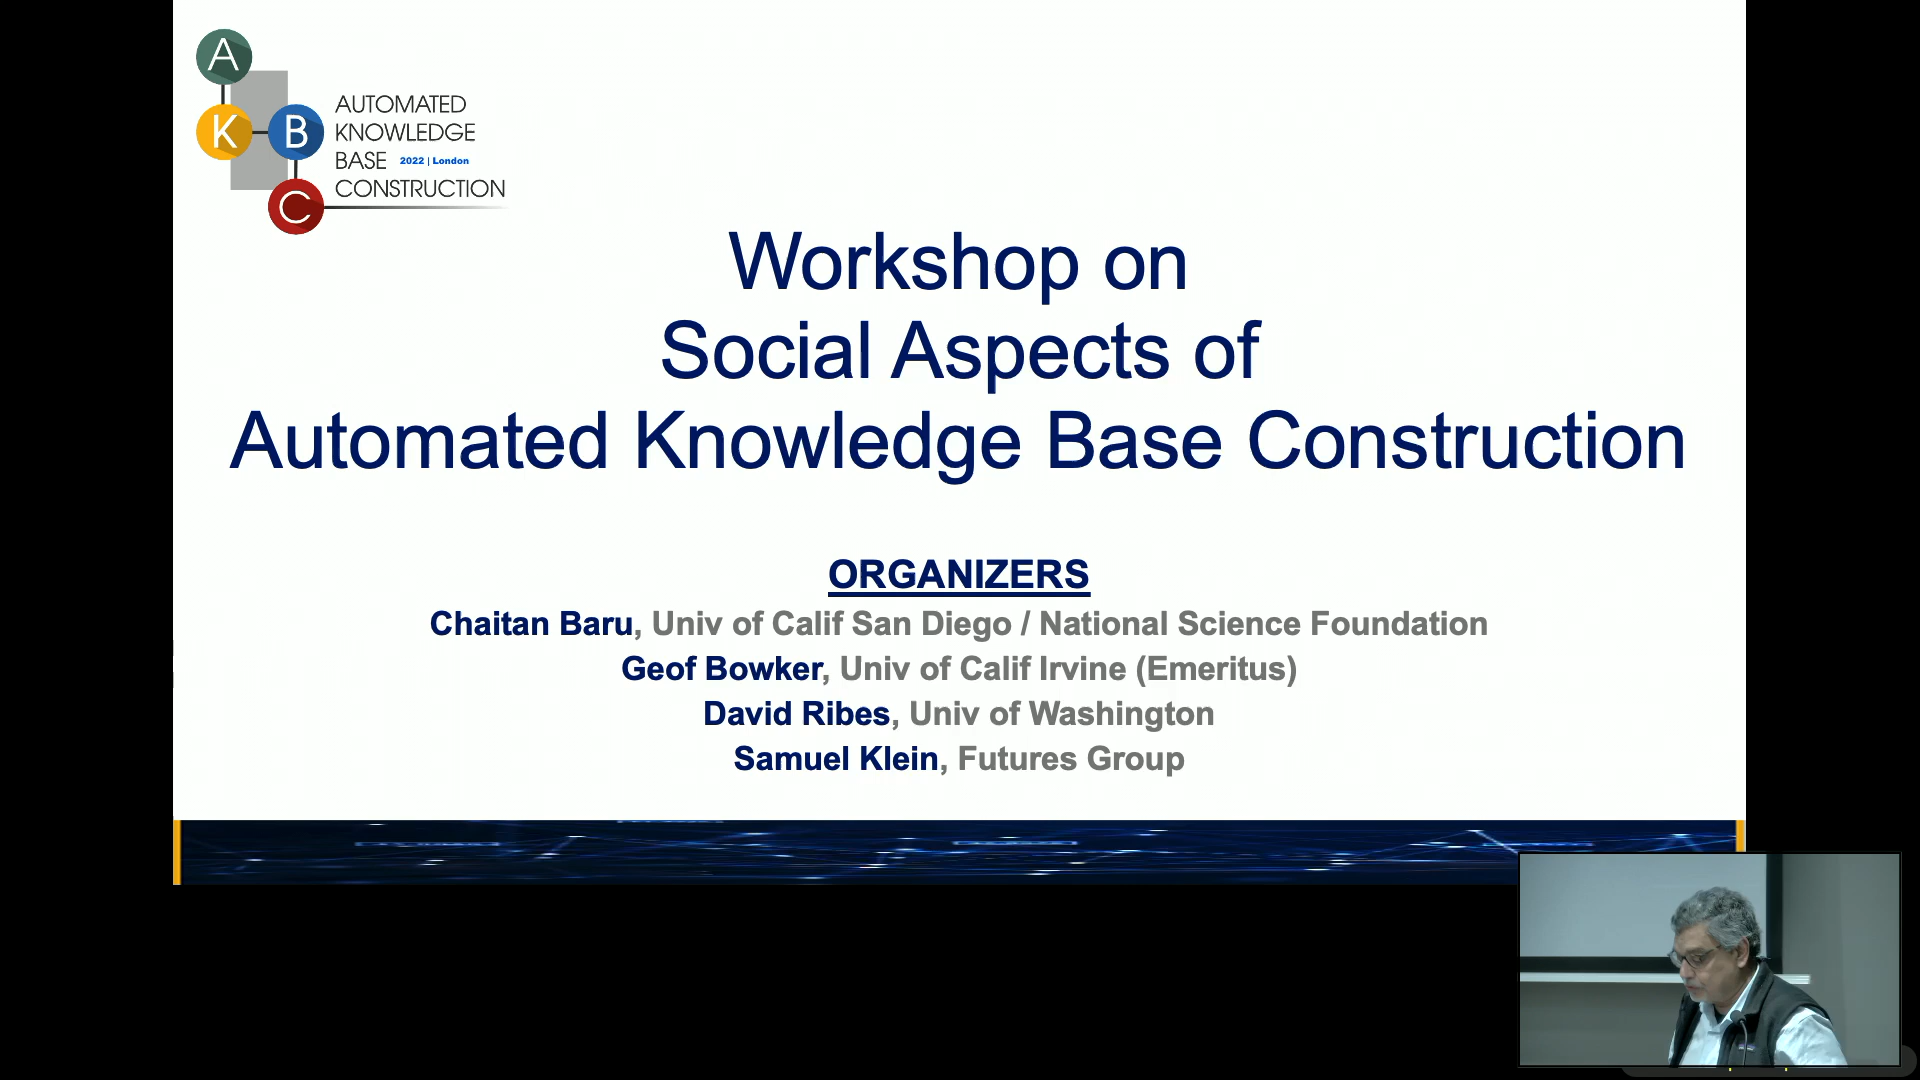 A
K
B
C
AUTOMATED
KNOWLEDGE
BASE 2022 | London
CONSTRUCTION
Workshop on
Social Aspects of
Automated Knowledge Base Construction
ORGANIZERS
Chaitan Baru, Univ of Calif San Diego / National Science Foundation
Geof Bowker, Univ of Calif Irvine (Emeritus)
David Ribes, Univ of Washington
Samuel Klein, Futures Group